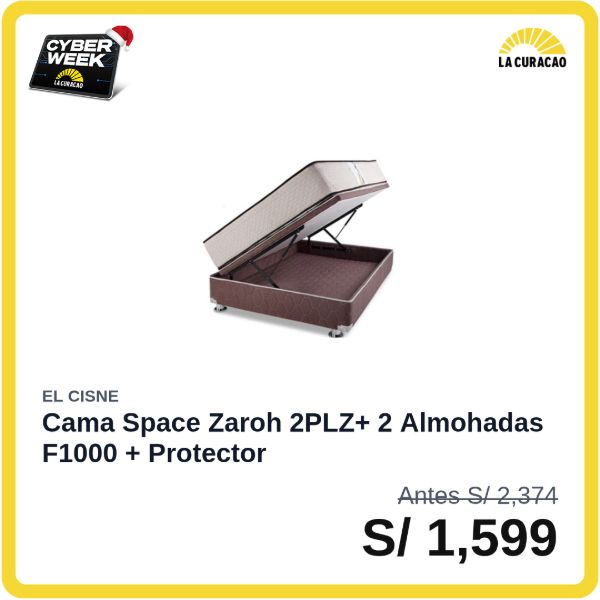 CYBER
WEEK
LA CURACAO
LA CURACAO
EL CISNE
Cama Space Zaroh 2PLZ+ 2 Almohadas
F1000 + Protector
Antes S/ 2,374
S/ 1,599